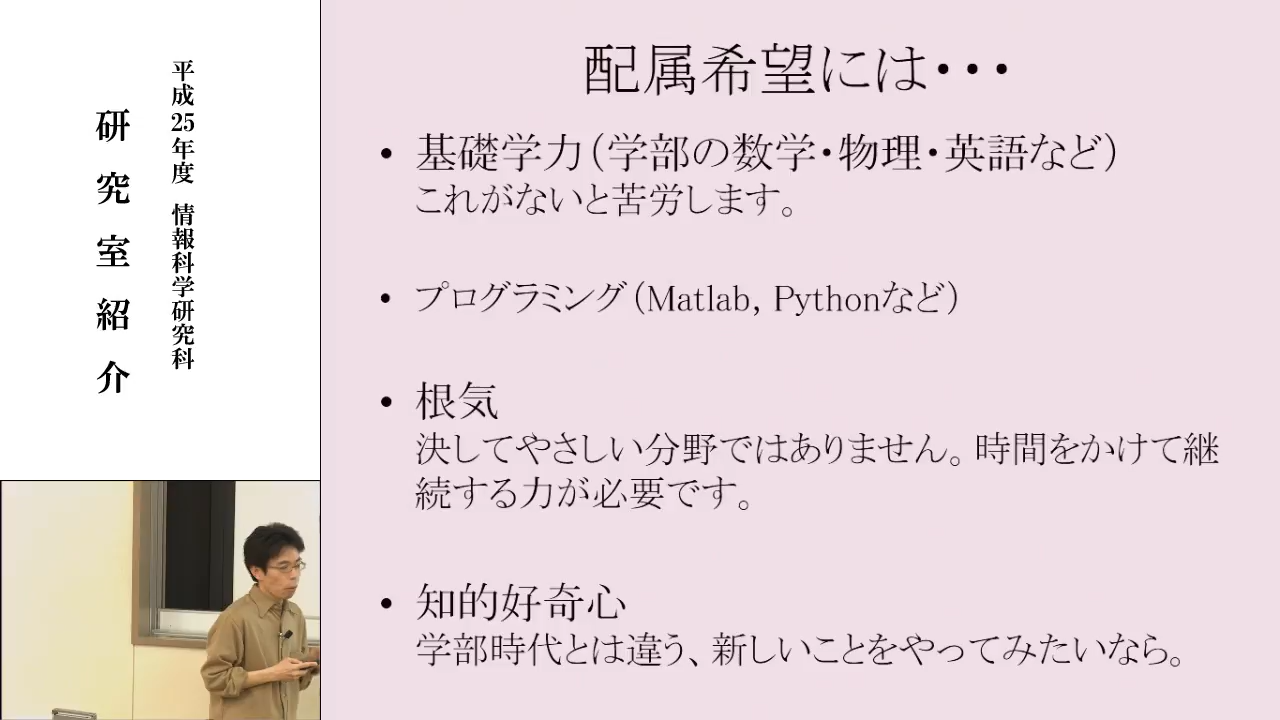 平成25年度 情報科学研究科
研究室紹介
配属希望には・・・
• 基礎学力（学部の数学・物理・英語など）
これがないと苦労します。
• プログラミング（Matlab, Pythonなど）
• 根気
決してやさしい分野ではありません。時間をかけて継
続する力が必要です。
• 知的好奇心
学部時代とは違う、新しいことをやってみたいなら。